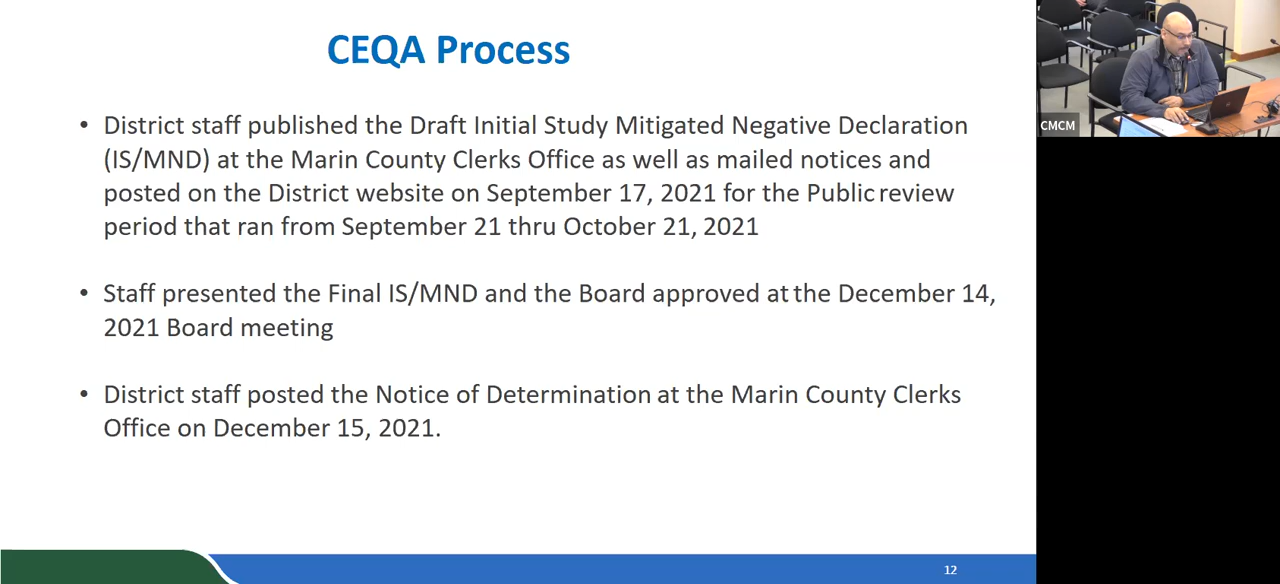 CEQA Process
• District staff published the Draft Initial Study Mitigated Negative Declaration
(IS/MND) at the Marin County Clerks Office as well as mailed notices and
posted on the District website on September 17, 2021 for the Public review
period that ran from September 21 thru October 21, 2021
• Staff presented the Final IS/MND and the Board approved at the December 14,
2021 Board meeting
• District staff posted the Notice of Determination at the Marin County Clerks
Office on December 15, 2021.
12
CMCM